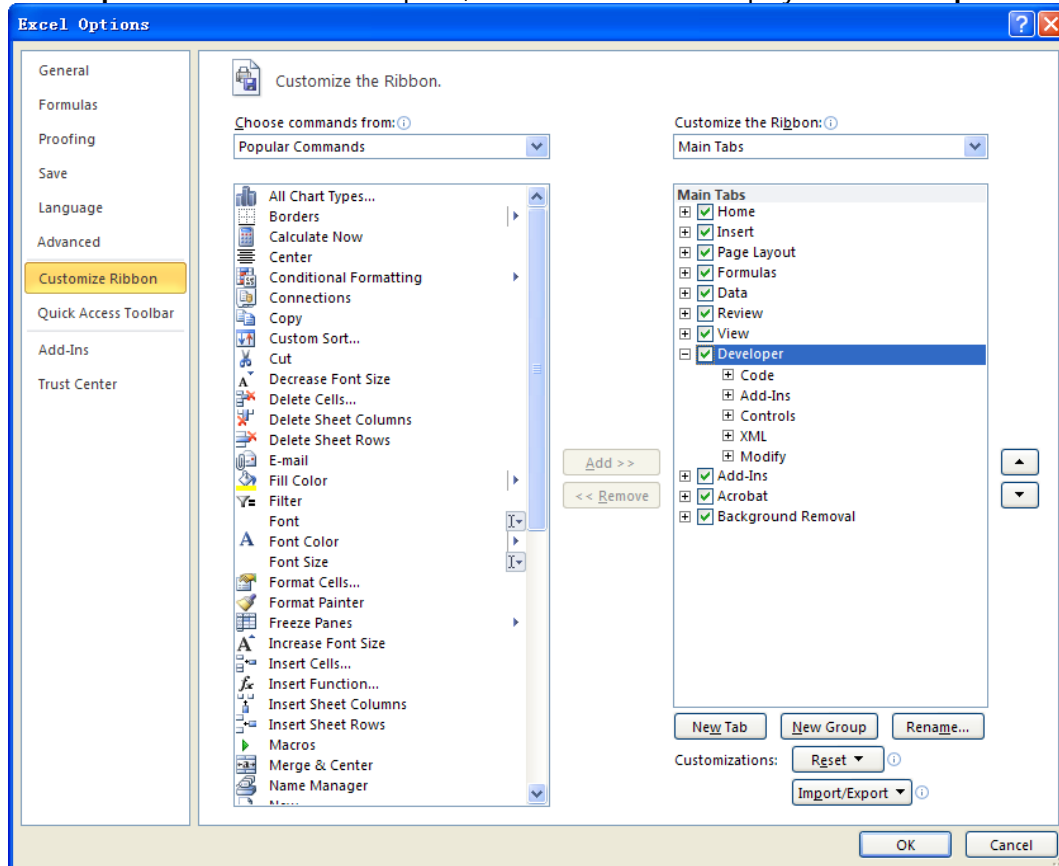 Excel Options
General
Formulas
Proofing
Save
Language
Advanced
Customize Ribbon
Quick Access Toolbar
Add-Ins
Trust Center
Customize the Ribbon.
Choose commands from:
Popular Commands
All Chart Types...
Borders
Calculate Now
Center
Conditional Formatting
Connections
Copy
Custom Sort...
Cut
Decrease Font Size
Delete Cells...
Delete Sheet Columns
Delete Sheet Rows
E-mail
Fill Color
Filter
Font
Font Color
Font Size
Format Cells...
Format Painter
Freeze Panes
Increase Font Size
Insert Cells...
Insert Function...
Insert Sheet Columns
Insert Sheet Rows
Macros
Merge & Center
Name Manager
Add >>
<< Remove
Customize the Ribbon:
Main Tabs
Main Tabs
Home
Insert
Page Layout
Formulas
Data
Review
View
Developer
Code
Add-Ins
Controls
XML
Modify
Add-Ins
Acrobat
Background Removal
New Tab
New Group
Rename...
Customizations:
Reset
Import/Export
OK
Cancel